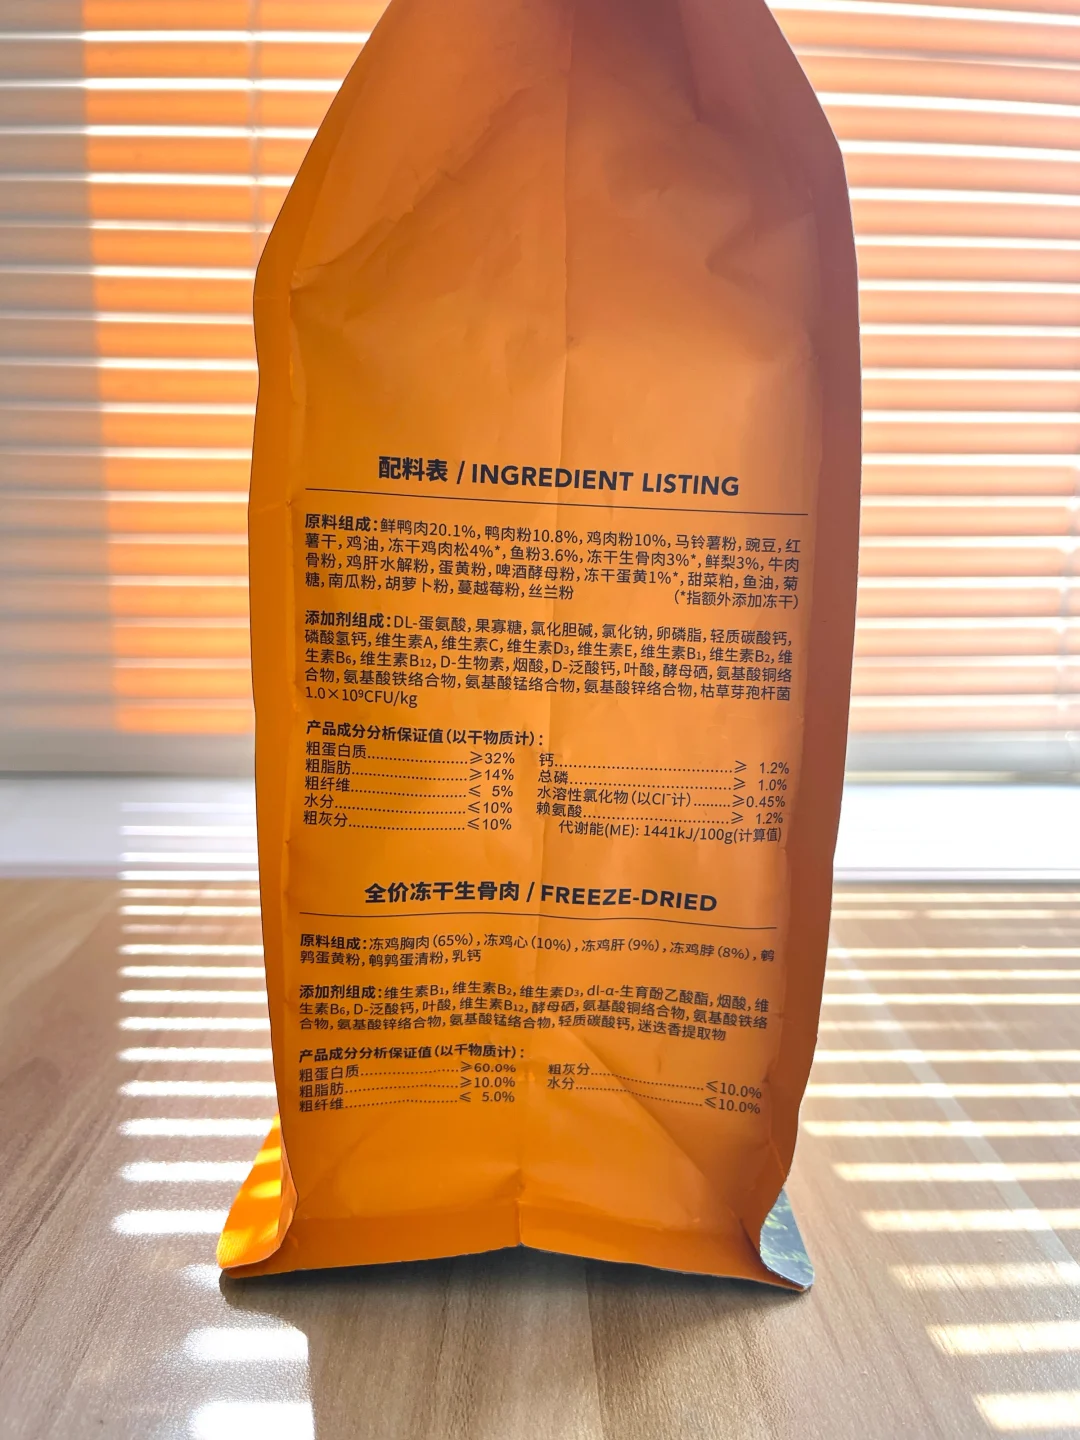 配料表 / INGREDIENT LISTING
原料组成:鲜鸭肉20.1%, 鸭肉粉10.8%, 鸡肉粉10%, 马铃薯粉, 豌豆, 红
薯干, 鸡油, 冻干鸡肉松4%*, 鱼粉3.6%, 冻干生骨肉3%*, 鲜梨3%, 牛肉
骨粉, 鸡肝水解粉, 蛋黄粉, 啤酒酵母粉, 冻干蛋黄1%*, 甜菜粕, 鱼油, 菊
糖, 南瓜粉, 胡萝卜粉, 蔓越莓粉, 丝兰粉 (*指额外添加冻干)
添加剂组成:DL-蛋氨酸, 果寡糖, 氯化胆碱, 氯化钠, 卵磷脂, 轻质碳酸钙,
磷酸氢钙, 维生素A, 维生素C, 维生素D₃, 维生素E, 维生素B₁, 维生素B₂, 维
生素B₆, 维生素B₁₂, D-生物素, 烟酸, D-泛酸钙, 叶酸, 酵母硒, 氨基酸铜络
合物, 氨基酸铁络合物, 氨基酸锰络合物, 氨基酸锌络合物, 枯草芽孢杆菌
1.0×10⁹CFU/kg
产品成分分析保证值(以干物质计):
粗蛋白质........................≥32% 钙........................................≥ 1.2%
粗脂肪...........................≥14% 总磷.....................................≥ 1.0%
粗纤维...........................≤ 5% 水溶性氯化物(以Cl⁻计).........≥0.45%
水分..............................≤10% 赖氨酸..................................≥ 1.2%
粗灰分...........................≤10% 代谢能(ME): 1441kJ/100g(计算值)
全价冻干生骨肉 / FREEZE-DRIED
原料组成:冻鸡胸肉(65%), 冻鸡心(10%), 冻鸡肝(9%), 冻鸡脖(8%), 鹌
鹑蛋黄粉, 鹌鹑蛋清粉, 乳钙
添加剂组成:维生素B₁, 维生素B₂, 维生素D₃, dl-α-生育酚乙酸酯, 烟酸, 维
生素B₆, D-泛酸钙, 叶酸, 维生素B₁₂, 酵母硒, 氨基酸铜络合物, 氨基酸铁络
合物, 氨基酸锌络合物, 氨基酸锰络合物, 轻质碳酸钙, 迷迭香提取物
产品成分分析保证值(以干物质计):
粗蛋白质........................≥60.0% 粗灰分.............................≤10.0%
粗脂肪...........................≥10.0% 水分................................≤10.0%
粗纤维...........................≤ 5.0%